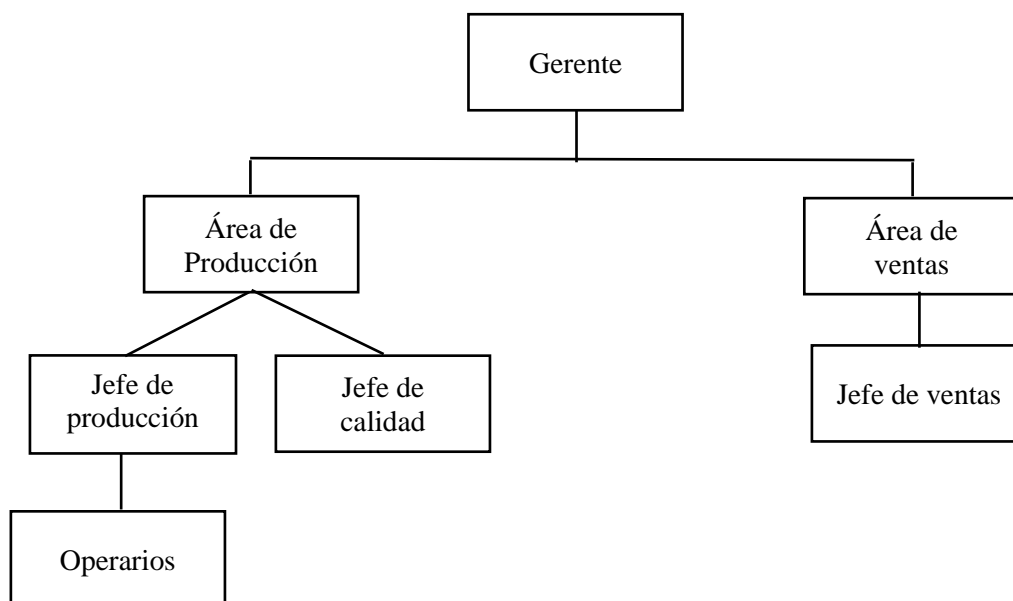 Gerente
Área de
Producción
Área de
ventas
Jefe de
producción
Jefe de
calidad
Jefe de ventas
Operarios